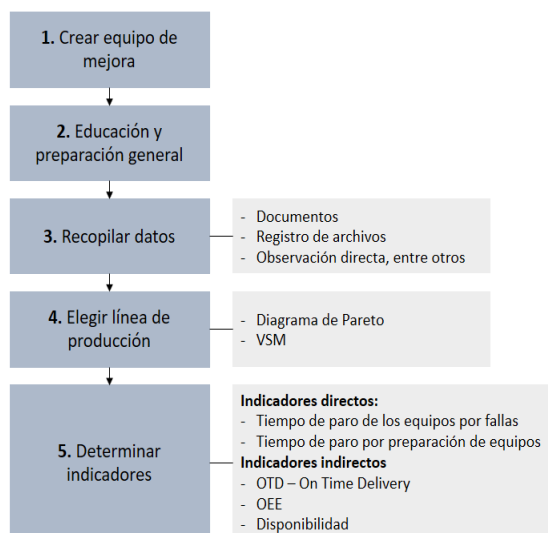 1. Crear equipo de
mejora
2. Educación y
preparación general
3. Recopilar datos
- Documentos
- Registro de archivos
- Observación directa, entre otros
4. Elegir línea de
producción
- Diagrama de Pareto
- VSM
5. Determinar
indicadores
Indicadores directos:
- Tiempo de paro de los equipos por fallas
- Tiempo de paro por preparación de equipos
Indicadores indirectos
- OTD – On Time Delivery
- OEE
- Disponibilidad